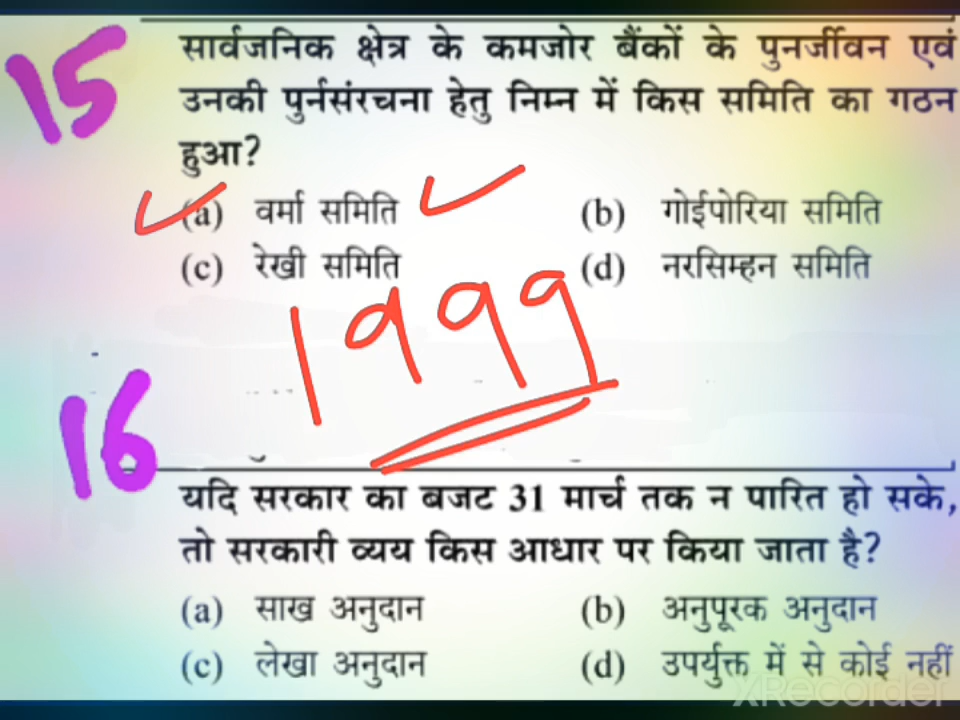 15
सार्वजनिक क्षेत्र के कमजोर बैंकों के पुनर्जीवन एवं
उनकी पुर्नसंरचना हेतु निम्न में किस समिति का गठन
हुआ?
(a) वर्मा समिति (b) गोईपोरिया समिति
(c) रेखी समिति (d) नरसिम्हन समिति
1999
16
यदि सरकार का बजट 31 मार्च तक न पारित हो सके,
तो सरकारी व्यय किस आधार पर किया जाता है?
(a) साख अनुदान (b) अनुपूरक अनुदान
(c) लेखा अनुदान (d) उपर्युक्त में से कोई नहीं
XRecorder